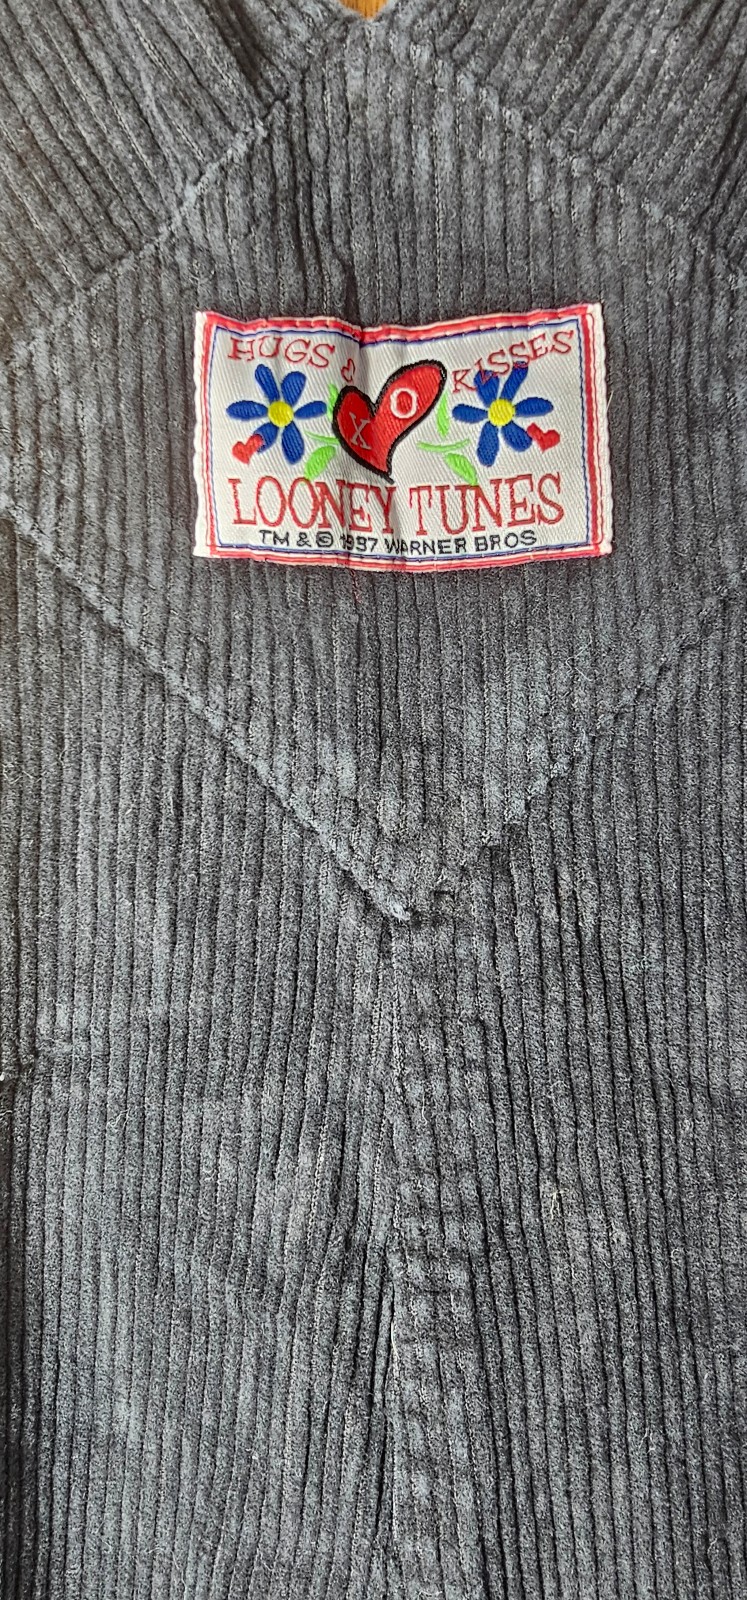 HUGS & KISSES
X O
LOONEY TUNES
TM & © 1997 WARNER BROS